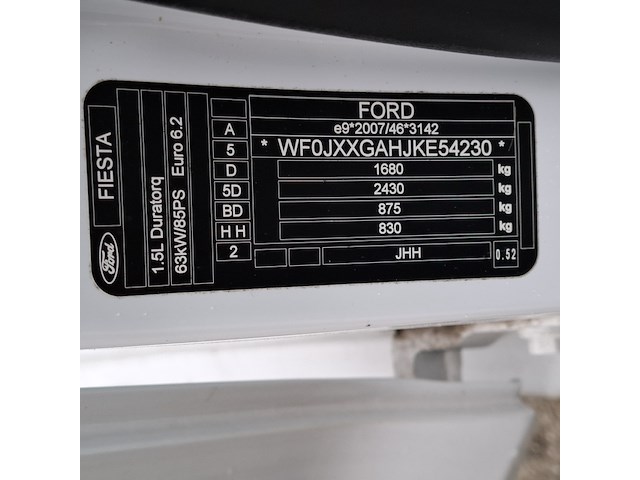 FORD
A
e9*2007/46*3142
5
* WF0JXXGAHJKE54230 *
D
1680 kg
5D
2430 kg
BD
875 kg
H H
830 kg
2
JHH
0.52
FIESTA
Ford
1.5L Duratorq
63kW/85PS Euro 6.2